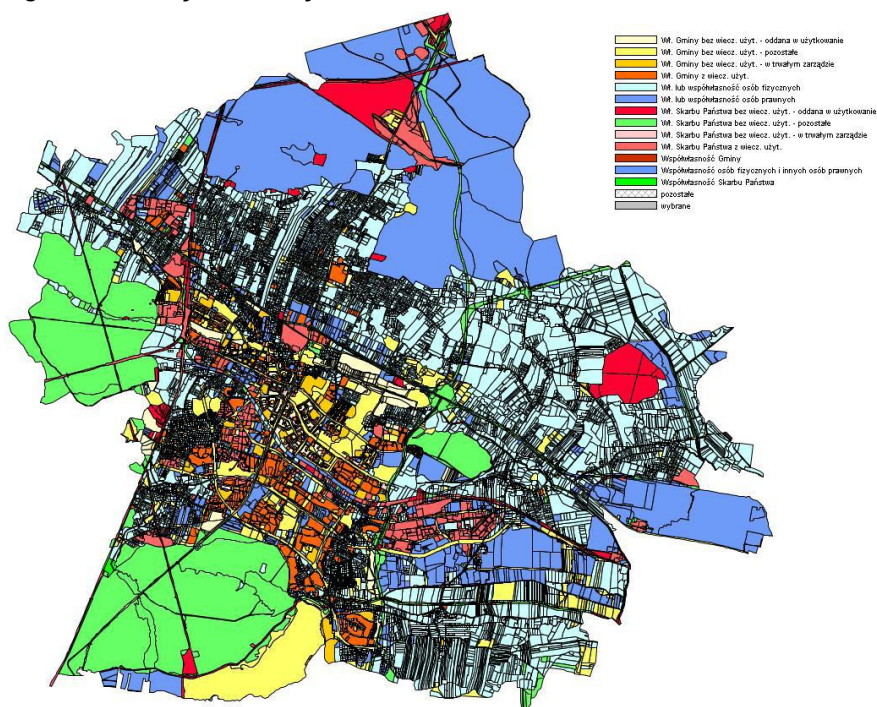 Wł. Gminy bez wiecz. użyt. - oddana w użytkowanie
Wł. Gminy bez wiecz. użyt. - pozostałe
Wł. Gminy bez wiecz. użyt. - w trwałym zarządzie
Wł. Gminy z wiecz. użyt.
Wł. lub współwłasność osób fizycznych
Wł. lub współwłasność osób prawnych
Wł. Skarbu Państwa bez wiecz. użyt. - oddana w użytkowanie
Wł. Skarbu Państwa bez wiecz. użyt. - pozostałe
Wł. Skarbu Państwa bez wiecz. użyt. - w trwałym zarządzie
Wł. Skarbu Państwa z wiecz. użyt.
Współwłasność Gminy
Współwłasność osób fizycznych i innych osób prawnych
Współwłasność Skarbu Państwa
pozostałe
wybrane